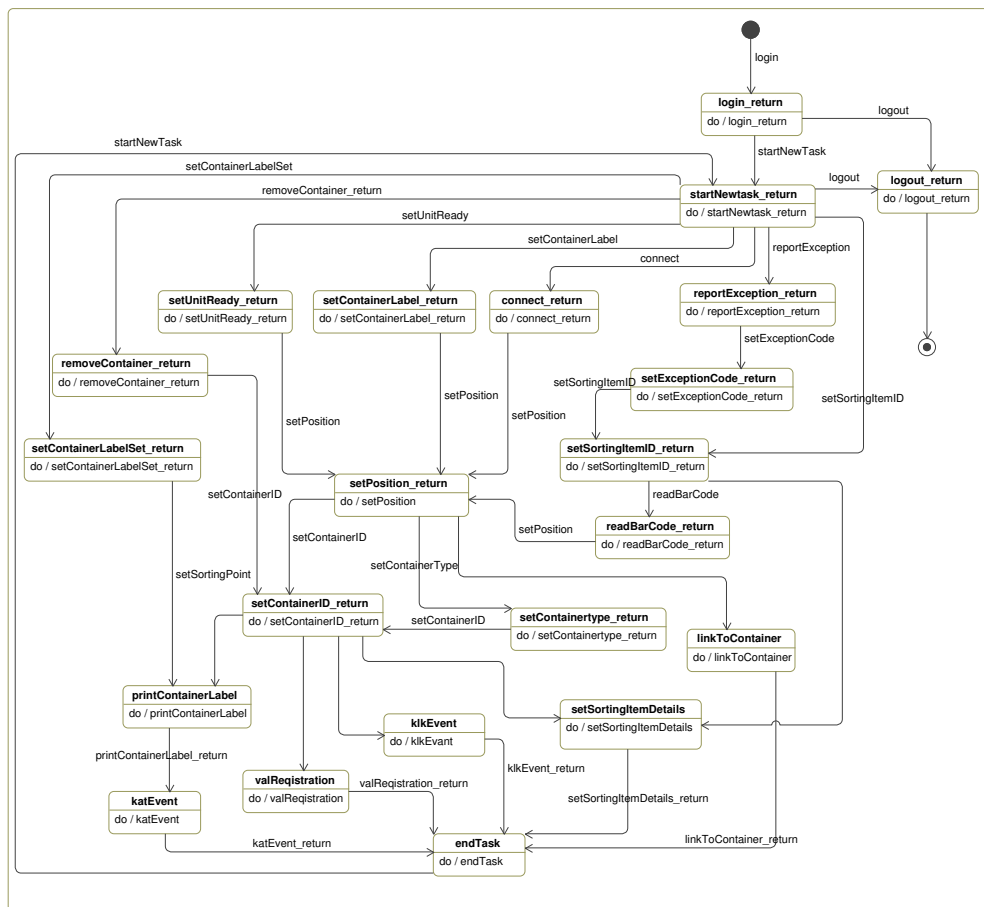 login
login_return
do / login_return
logout
startNewTask
startNewTask
setContainerLabelSet
removeContainer_return
logout
startNewtask_return
do / startNewtask_return
logout_return
do / logout_return
setUnitReady
setContainerLabel
connect
reportException
setUnitReady_return
do / setUnitReady_return
setContainerLabel_return
do / setContainerLabel_return
connect_return
do / connect_return
reportException_return
do / reportException_return
setExceptionCode
removeContainer_return
do / removeContainer_return
setExceptionCode_return
do / setExceptionCode_return
setSortingItemID
setSortingItemID
setPosition
setPosition
setPosition
setContainerLabelSet_return
do / setContainerLabelSet_return
setSortingItemID_return
do / setSortingItemID_return
setPosition_return
do / setPosition
setContainerID
readBarCode
readBarCode_return
do / readBarCode_return
setPosition
setContainerID
setContainerType
setSortingPoint
setContainerID_return
do / setContainerID_return
setContainerID
setContainertype_return
do / setContainertype_return
linkToContainer
do / linkToContainer
printContainerLabel
do / printContainerLabel
setSortingItemDetails
do / setSortingItemDetails
klkEvent
do / klkEvant
printContainerLabel_return
klkEvent_return
valReqistration
do / valReqistration
valReqistration_return
setSortingItemDetails_return
katEvent
do / katEvent
katEvent_return
endTask
do / endTask
linkToContainer_return